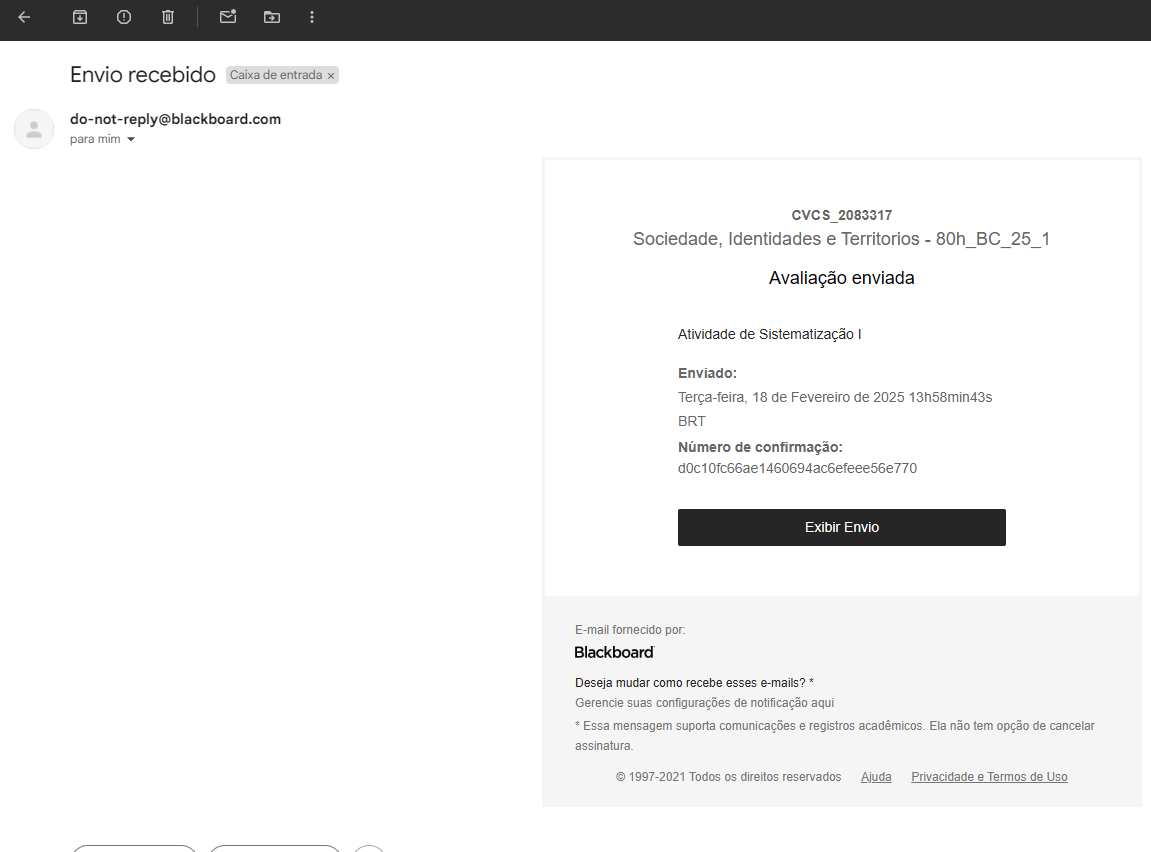 Envio recebido Caixa de entrada ×
do-not-reply@blackboard.com
para mim
CVCS_2083317
Sociedade, Identidades e Territorios - 80h_BC_25_1
Avaliação enviada
Atividade de Sistematização I
Enviado:
Terça-feira, 18 de Fevereiro de 2025 13h58min43s
BRT
Número de confirmação:
d0c10fc66ae1460694ac6efeee56e770
Exibir Envio
E-mail fornecido por:
Blackboard
Deseja mudar como recebe esses e-mails? *
Gerencie suas configurações de notificação aqui
* Essa mensagem suporta comunicações e registros acadêmicos. Ela não tem opção de cancelar
assinatura.
© 1997-2021 Todos os direitos reservados Ajuda Privacidade e Termos de Uso